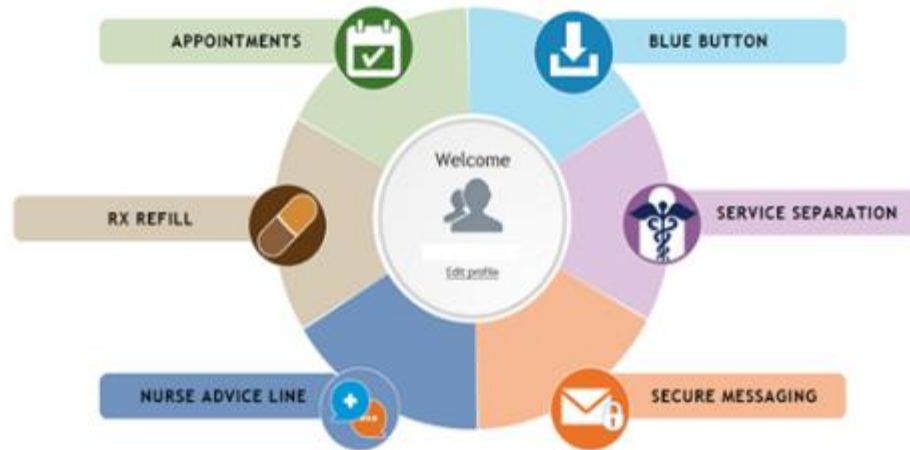 APPOINTMENTS
BLUE BUTTON
Welcome
RX REFILL
SERVICE SEPARATION
Edit profile
NURSE ADVICE LINE
SECURE MESSAGING